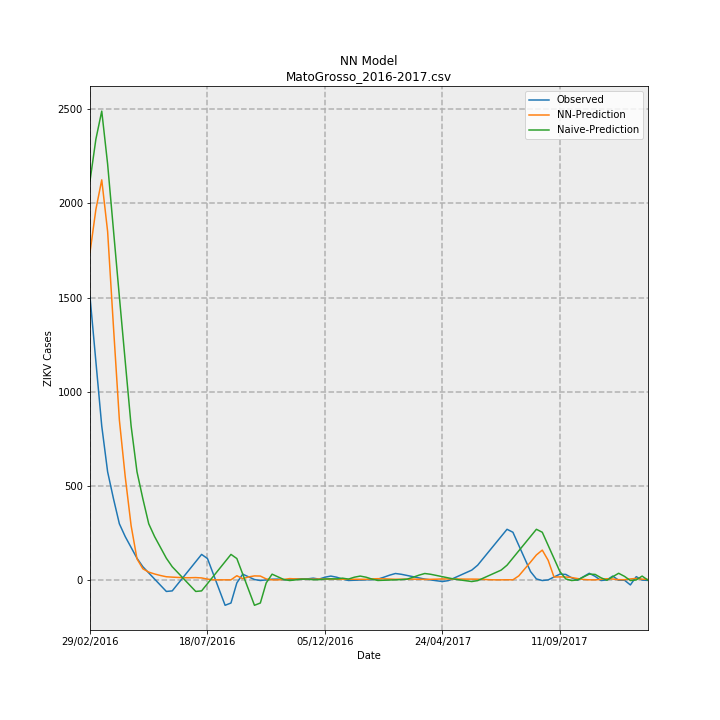 NN Model
MatoGrosso_2016-2017.csv
Observed
NN-Prediction
Naive-Prediction
2500
2000
1500
1000
500
0
ZIKV Cases
29/02/2016
18/07/2016
05/12/2016
24/04/2017
11/09/2017
Date